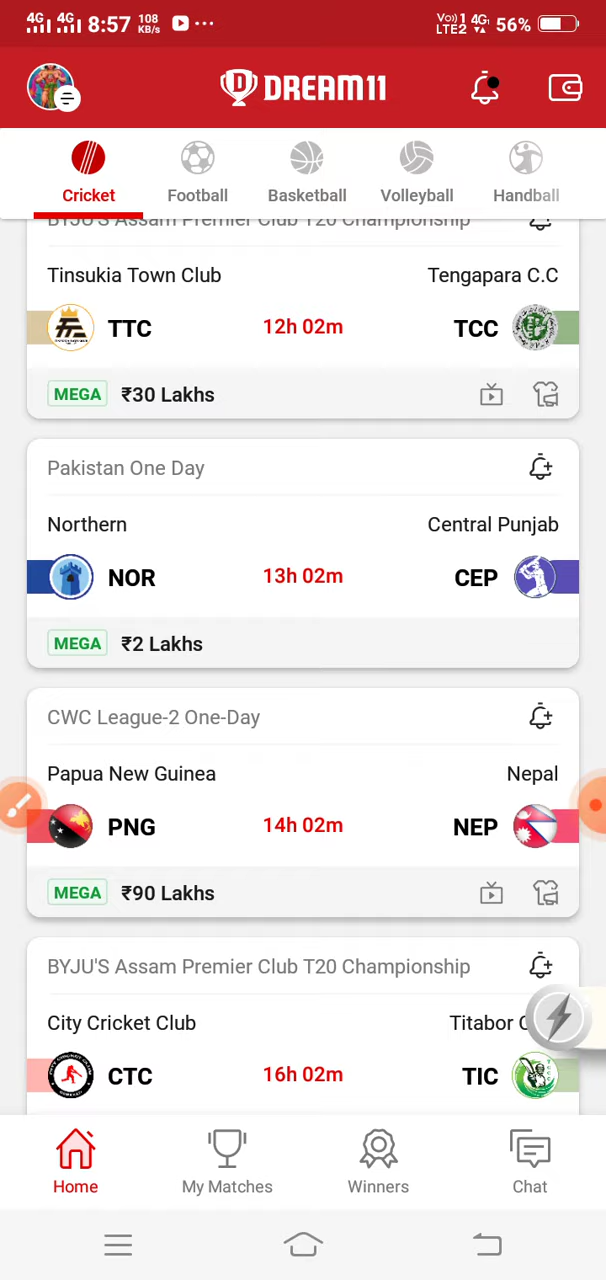 4G 4G 8:57 108 KB/s Vo) 1 4G LTE2 56%
DREAM11
Cricket Football Basketball Volleyball Handball
BYJU'S Assam Premier Club T20 Championship
Tinsukia Town Club Tengapara C.C
TTC 12h 02m TCC
MEGA ₹30 Lakhs
Pakistan One Day
Northern Central Punjab
NOR 13h 02m CEP
MEGA ₹2 Lakhs
CWC League-2 One-Day
Papua New Guinea Nepal
PNG 14h 02m NEP
MEGA ₹90 Lakhs
BYJU'S Assam Premier Club T20 Championship
City Cricket Club Titabor
CTC 16h 02m TIC
Home My Matches Winners Chat